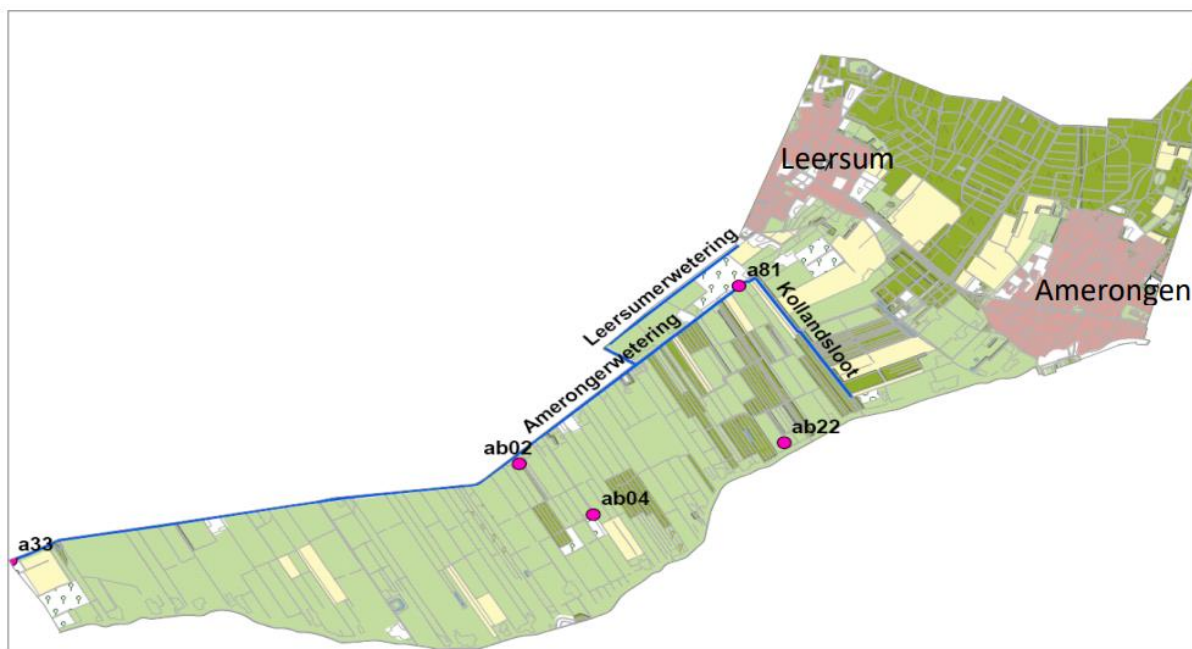 Leersum
Leersumerwetering
a81
Amerongen
Kollandsloot
Amerongerwetering
ab22
ab02
ab04
a33